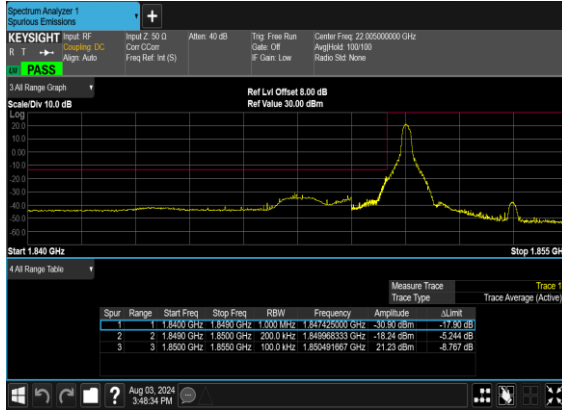 Spectrum Analyzer 1
Spurious Emissions
+
KEYSIGHT Input: RF Input Z: 50 Ω Atten: 40 dB Trig: Free Run Center Freq: 22.005000000 GHz
R T Coupling: DC Corr CCorr Gate: Off Avg|Hold: 100/100
Align: Auto Freq Ref: Int (S) IF Gain: Low Radio Std: None
PASS
3 All Range Graph Ref Lvl Offset 8.00 dB
Scale/Div 10.0 dB Ref Value 30.00 dBm
Log
20.0
10.0
0.00
-10.0
-20.0
-30.0
-40.0
-50.0
-60.0
Start 1.840 GHz Stop 1.855 GH
4 All Range Table
Measure Trace Trace 1
Trace Type Trace Average (Active)
Spur Range Start Freq Stop Freq RBW Frequency Amplitude ΔLimit
1 1 1.8400 GHz 1.8490 GHz 1.000 MHz 1.847425000 GHz -30.90 dBm -17.90 dB
2 2 1.8490 GHz 1.8500 GHz 200.0 kHz 1.849968333 GHz -18.24 dBm -5.244 dB
3 3 1.8500 GHz 1.8550 GHz 100.0 kHz 1.850491667 GHz 21.23 dBm -8.767 dB
? Aug 03, 2024
3:48:34 PM